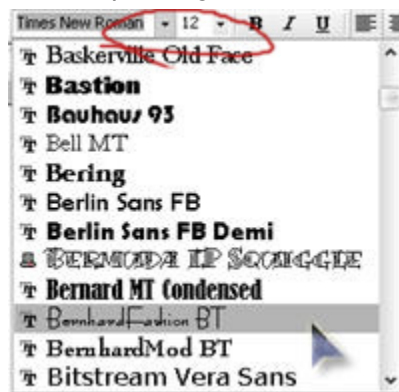 Times New Roman 12 B I U
Baskerville Old Face
Bastion
Bauhaus 93
Bell MT
Bering
Berlin Sans FB
Berlin Sans FB Demi
BERMUDA LP SQUIGGLE
Bernard MT Condensed
BernhardFashion BT
BernhardMod BT
Bitstream Vera Sans